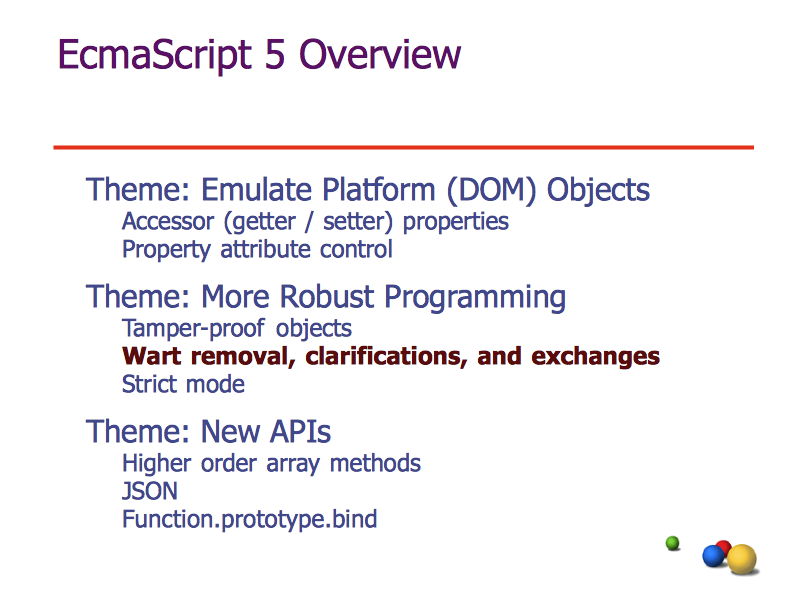 EcmaScript 5 Overview
Theme: Emulate Platform (DOM) Objects
Accessor (getter / setter) properties
Property attribute control
Theme: More Robust Programming
Tamper-proof objects
Wart removal, clarifications, and exchanges
Strict mode
Theme: New APIs
Higher order array methods
JSON
Function.prototype.bind